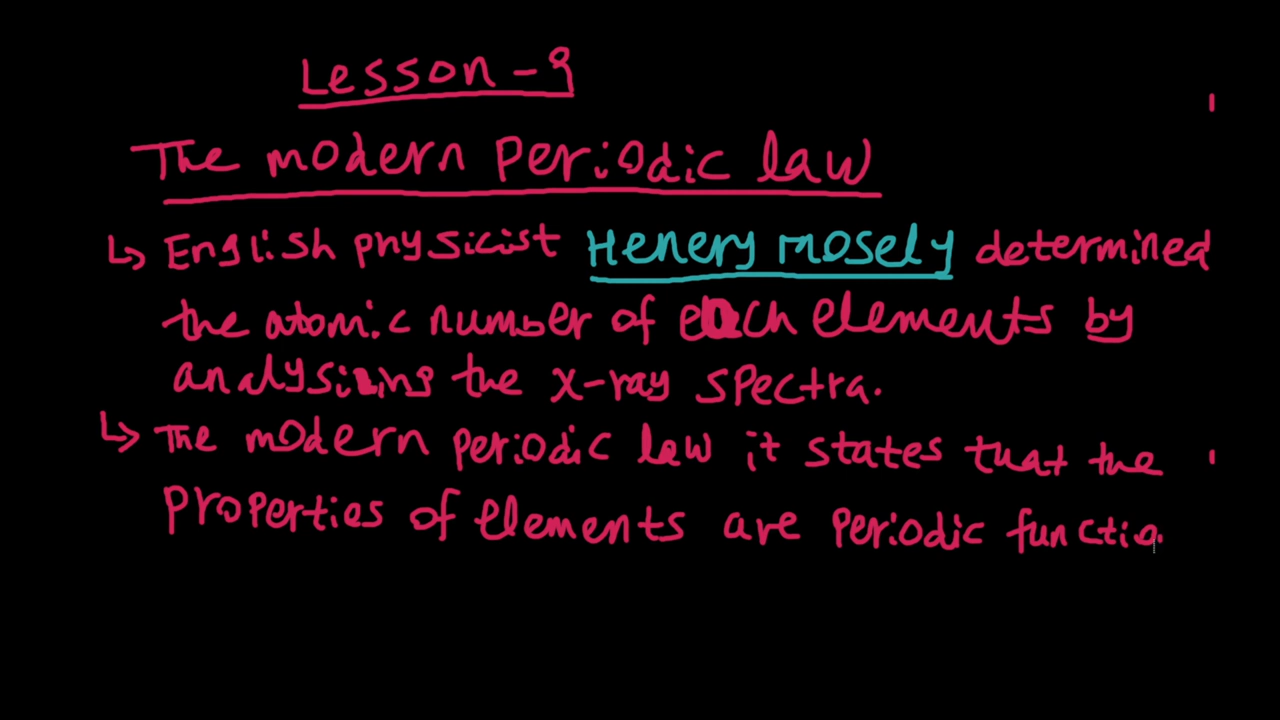 Lesson-9
The modern periodic law
↳ English physicist Henery mosely determined
the atomic number of each elements by
analysizing the x-ray spectra.
↳ The modern periodic law it states that the
properties of elements are periodic functio